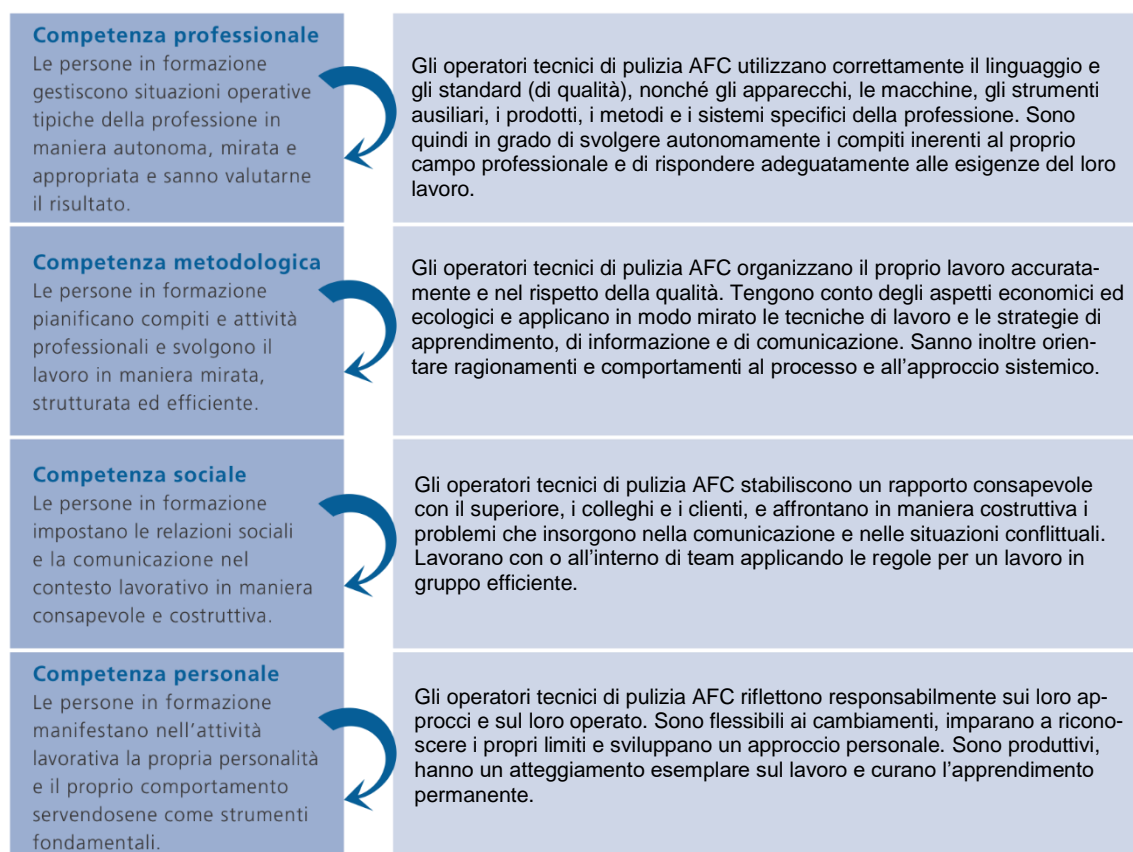 Competenza professionale
Le persone in formazione
gestiscono situazioni operative
tipiche della professione in
maniera autonoma, mirata e
appropriata e sanno valutarne
il risultato.
Gli operatori tecnici di pulizia AFC utilizzano correttamente il linguaggio e
gli standard (di qualità), nonché gli apparecchi, le macchine, gli strumenti
ausiliari, i prodotti, i metodi e i sistemi specifici della professione. Sono
quindi in grado di svolgere autonomamente i compiti inerenti al proprio
campo professionale e di rispondere adeguatamente alle esigenze del loro
lavoro.
Competenza metodologica
Le persone in formazione
pianificano compiti e attività
professionali e svolgono il
lavoro in maniera mirata,
strutturata ed efficiente.
Gli operatori tecnici di pulizia AFC organizzano il proprio lavoro accurata-
mente e nel rispetto della qualità. Tengono conto degli aspetti economici ed
ecologici e applicano in modo mirato le tecniche di lavoro e le strategie di
apprendimento, di informazione e di comunicazione. Sanno inoltre orien-
tare ragionamenti e comportamenti al processo e all'approccio sistemico.
Competenza sociale
Le persone in formazione
impostano le relazioni sociali
e la comunicazione nel
contesto lavorativo in maniera
consapevole e costruttiva.
Gli operatori tecnici di pulizia AFC stabiliscono un rapporto consapevole
con il superiore, i colleghi e i clienti, e affrontano in maniera costruttiva i
problemi che insorgono nella comunicazione e nelle situazioni conflittuali.
Lavorano con o all'interno di team applicando le regole per un lavoro in
gruppo efficiente.
Competenza personale
Le persone in formazione
manifestano nell'attività
lavorativa la propria personalità
e il proprio comportamento
servendosene come strumenti
fondamentali.
Gli operatori tecnici di pulizia AFC riflettono responsabilmente sui loro ap-
procci e sul loro operato. Sono flessibili ai cambiamenti, imparano a ricono-
scere i propri limiti e sviluppano un approccio personale. Sono produttivi,
hanno un atteggiamento esemplare sul lavoro e curano l'apprendimento
permanente.